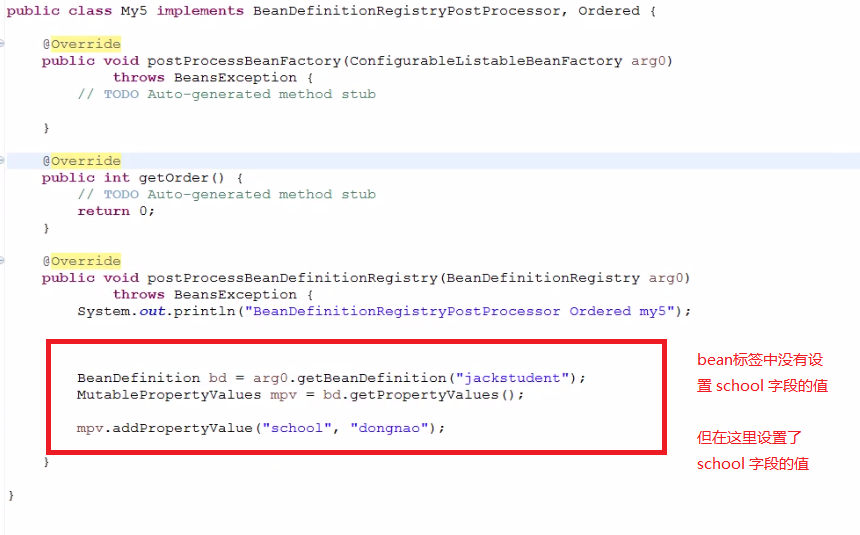 public class My5 implements BeanDefinitionRegistryPostProcessor, Ordered {
@Override
public void postProcessBeanFactory(ConfigurableListableBeanFactory arg0)
throws BeansException {
// TODO Auto-generated method stub
}
@Override
public int getOrder() {
// TODO Auto-generated method stub
return 0;
}
@Override
public void postProcessBeanDefinitionRegistry(BeanDefinitionRegistry arg0)
throws BeansException {
System.out.println("BeanDefinitionRegistryPostProcessor Ordered my5");
BeanDefinition bd = arg0.getBeanDefinition("jackstudent");
MutablePropertyValues mpv = bd.getPropertyValues();
mpv.addPropertyValue("school", "dongnao");
}
}
bean标签中没有设
置 school 字段的值
但在这里设置了
school 字段的值